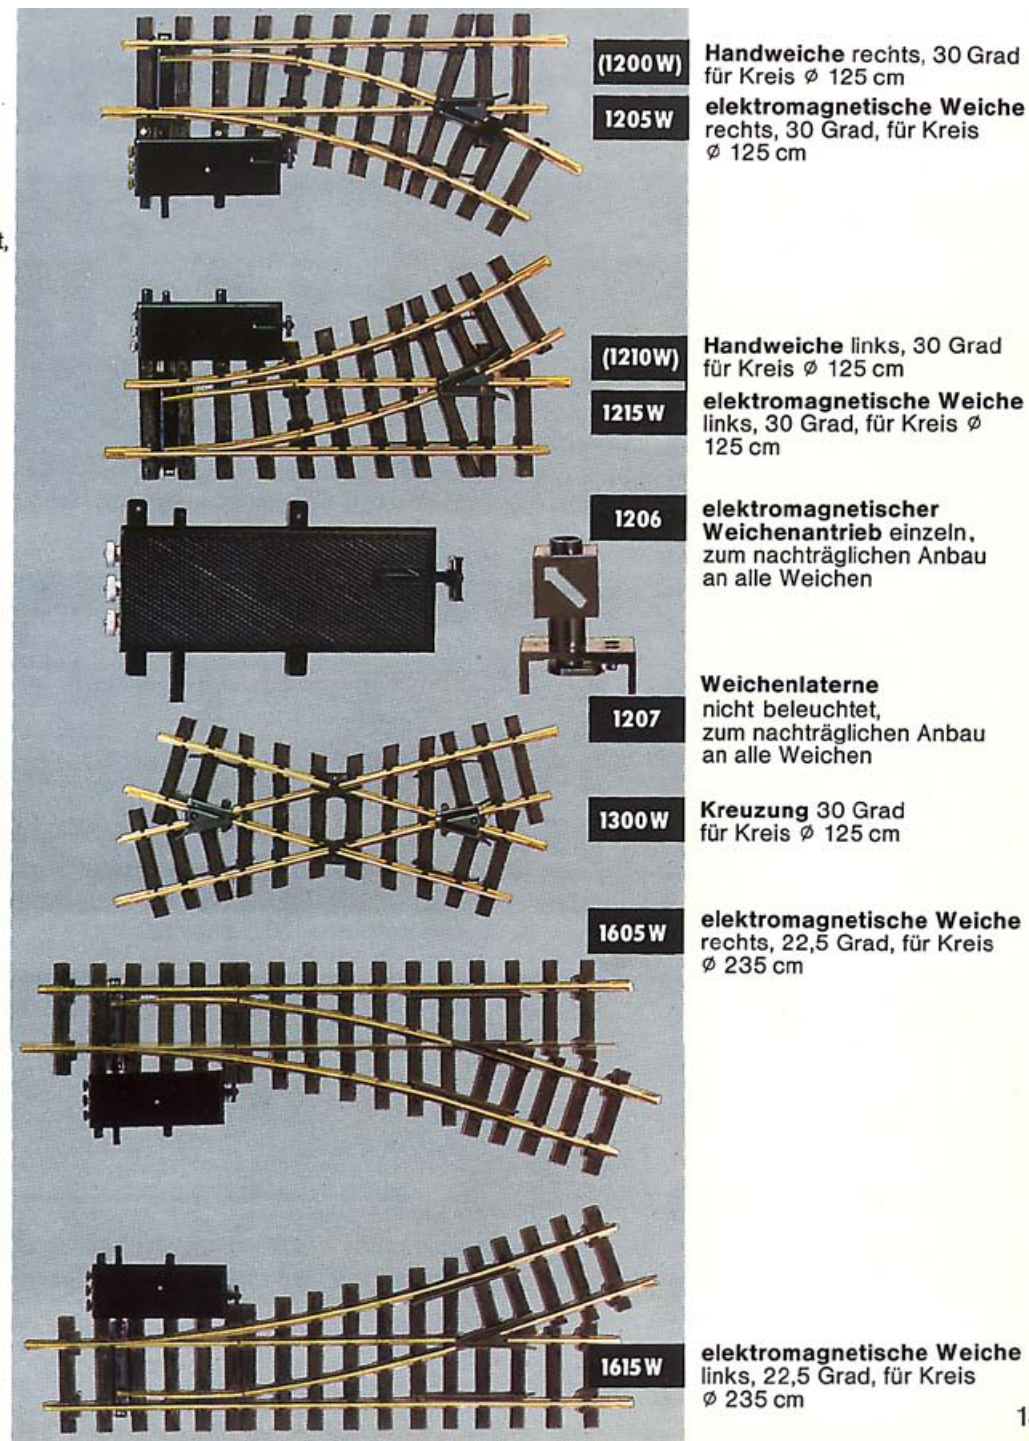 (1200 W)
Handweiche rechts, 30 Grad
für Kreis ⌀ 125 cm
1205 W
elektromagnetische Weiche
rechts, 30 Grad, für Kreis
⌀ 125 cm
(1210 W)
Handweiche links, 30 Grad
für Kreis ⌀ 125 cm
1215 W
elektromagnetische Weiche
links, 30 Grad, für Kreis ⌀
125 cm
1206
elektromagnetischer
Weichenantrieb einzeln,
zum nachträglichen Anbau
an alle Weichen
1207
Weichenlaterne
nicht beleuchtet,
zum nachträglichen Anbau
an alle Weichen
1300 W
Kreuzung 30 Grad
für Kreis ⌀ 125 cm
1605 W
elektromagnetische Weiche
rechts, 22,5 Grad, für Kreis
⌀ 235 cm
1615 W
elektromagnetische Weiche
links, 22,5 Grad, für Kreis
⌀ 235 cm